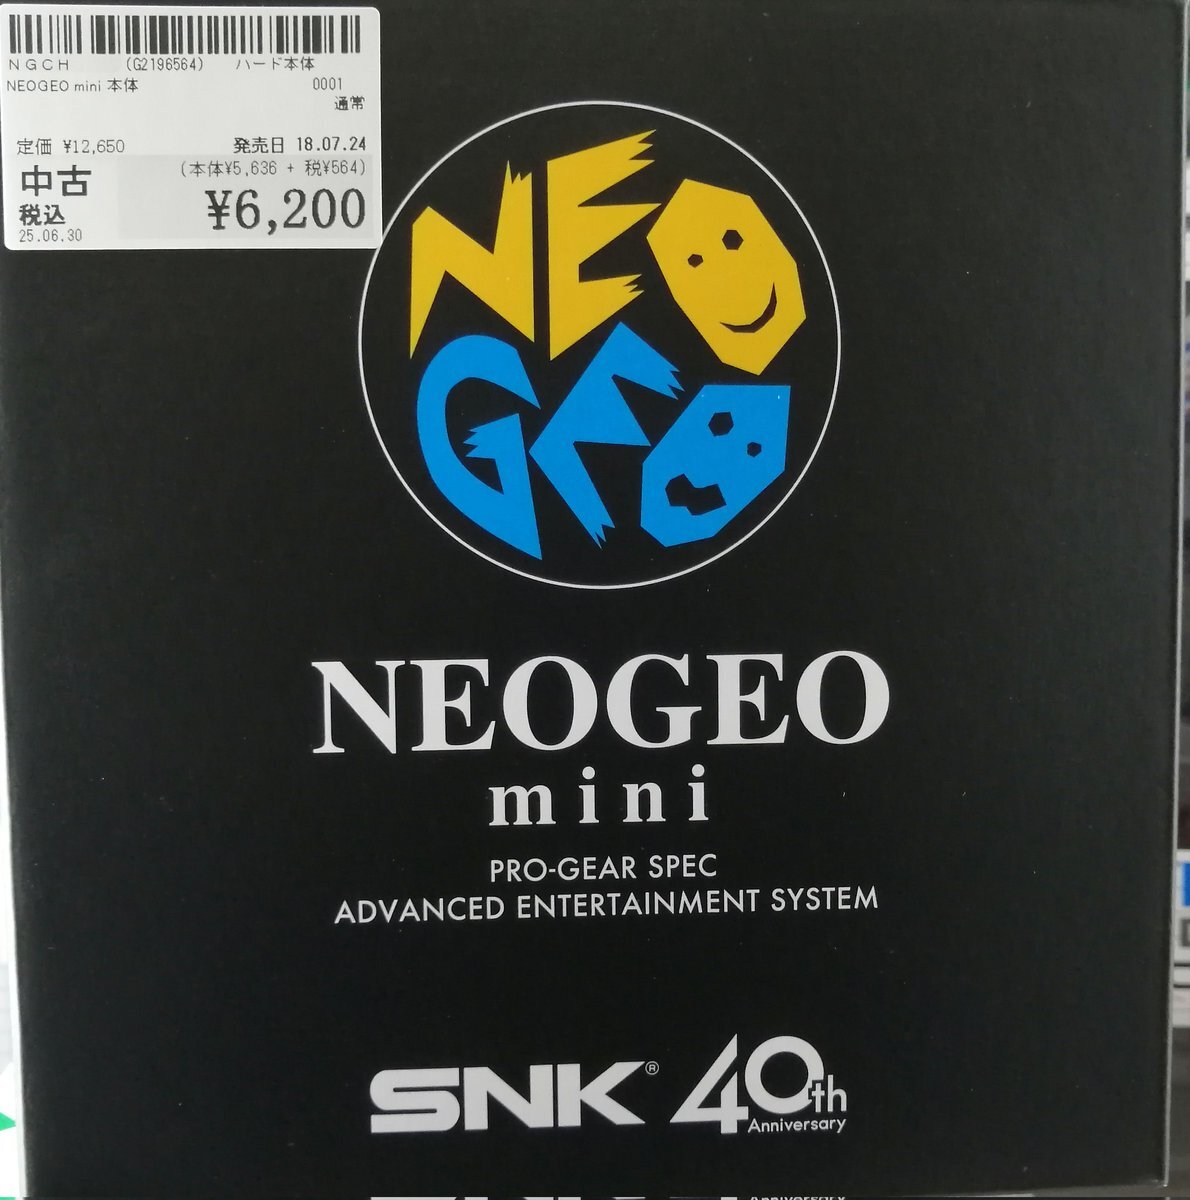 NGCH (G2196564) ハード本体
NEOGEO mini 本体 0001
通常
定価 ¥12,650 発売日 18.07.24
中古 (本体¥5,636 + 税¥564)
税込 ¥6,200
25.06.30
NEO
GEO
NEOGEO
mini
PRO-GEAR SPEC
ADVANCED ENTERTAINMENT SYSTEM
SNK® 40th
Anniversary